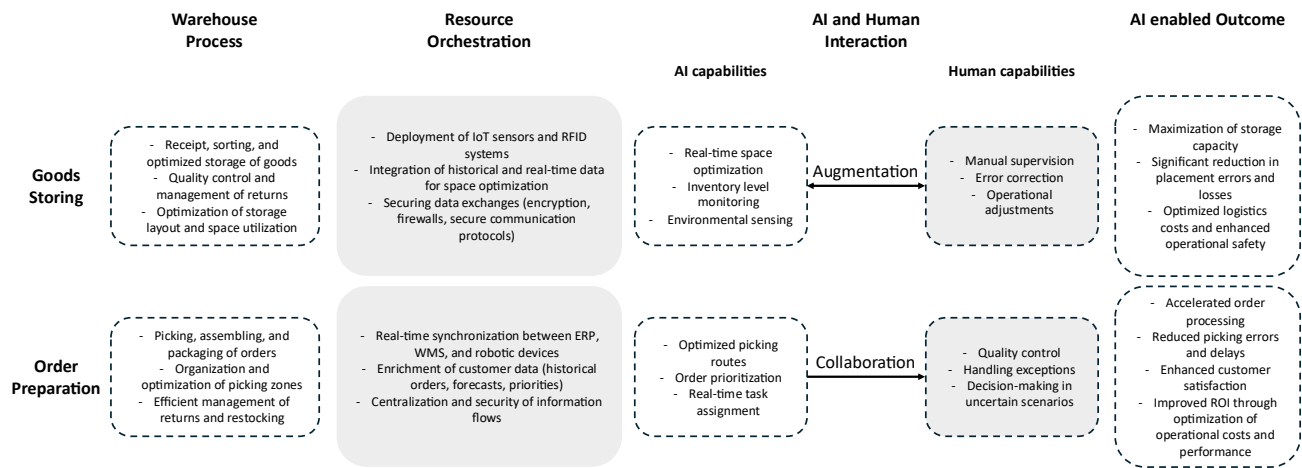 Warehouse
Process
Resource
Orchestration
AI and Human
Interaction
AI enabled Outcome
AI capabilities
Human capabilities
Goods
Storing
- Receipt, sorting, and
optimized storage of goods
- Quality control and
management of returns
- Optimization of storage
layout and space utilization
- Deployment of IoT sensors and RFID
systems
- Integration of historical and real-time data
for space optimization
- Securing data exchanges (encryption,
firewalls, secure communication
protocols)
- Real-time space
optimization
- Inventory level
monitoring
- Environmental sensing
Augmentation
- Manual supervision
- Error correction
- Operational
adjustments
- Maximization of storage
capacity
- Significant reduction in
placement errors and
losses
- Optimized logistics
costs and enhanced
operational safety
Order
Preparation
- Picking, assembling, and
packaging of orders
- Organization and
optimization of picking zones
- Efficient management of
returns and restocking
- Real-time synchronization between ERP,
WMS, and robotic devices
- Enrichment of customer data (historical
orders, forecasts, priorities)
- Centralization and security of information
flows
- Optimized picking
routes
- Order prioritization
- Real-time task
assignment
Collaboration
- Quality control
- Handling exceptions
- Decision-making in
uncertain scenarios
- Accelerated order
processing
- Reduced picking errors
and delays
- Enhanced customer
satisfaction
- Improved ROI through
optimization of
operational costs and
performance